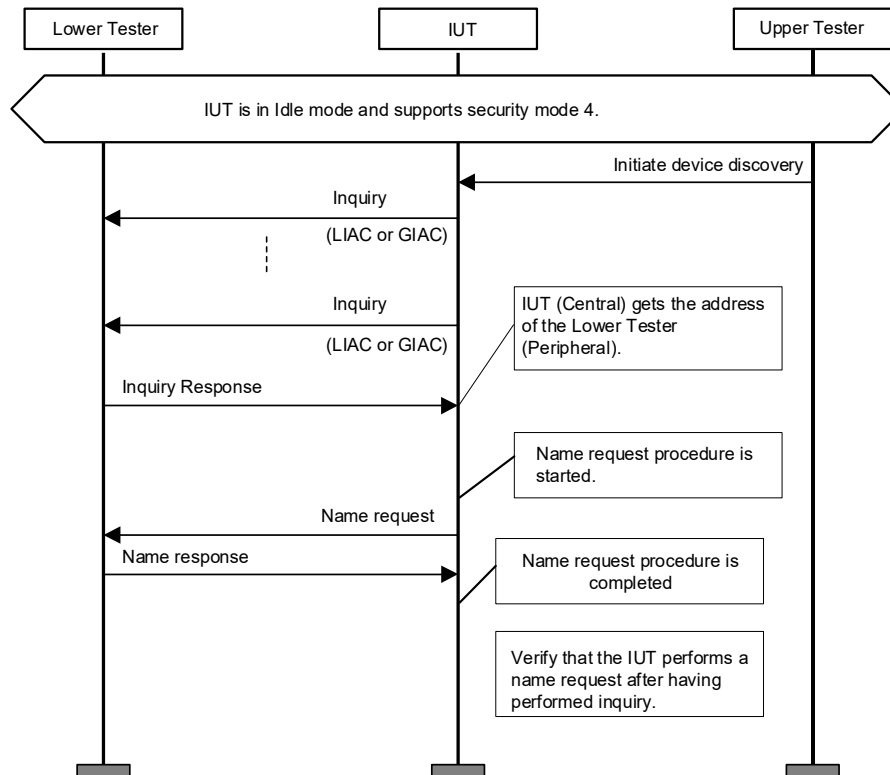 Lower Tester
IUT
Upper Tester
IUT is in Idle mode and supports security mode 4.
Initiate device discovery
Inquiry
(LIAC or GIAC)
Inquiry
(LIAC or GIAC)
IUT (Central) gets the address
of the Lower Tester
(Peripheral).
Inquiry Response
Name request procedure is
started.
Name request
Name response
Name request procedure is
completed
Verify that the IUT performs a
name request after having
performed inquiry.